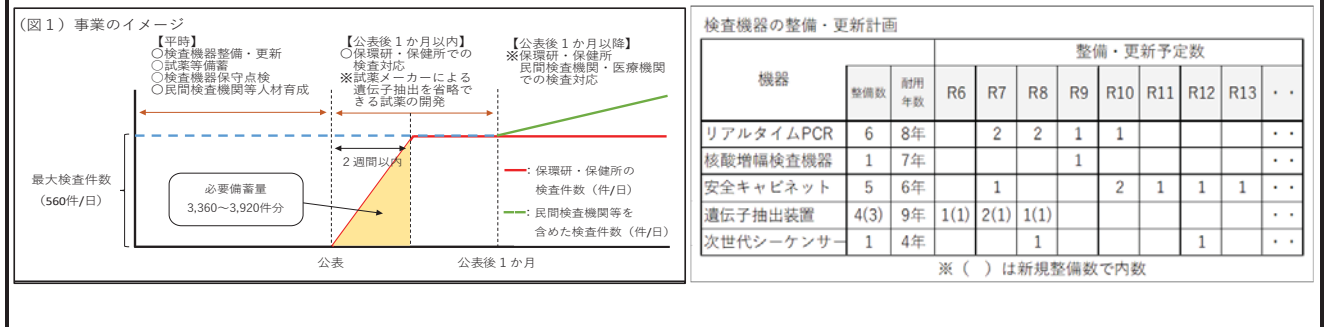 (図1)事業のイメージ
【平時】
○検査機器整備・更新
○試薬等備蓄
○検査機器保守点検
○民間検査機関等人材育成
【公表後1か月以内】
○保環研・保健所での
検査対応
※試薬メーカーによる
遺伝子抽出を省略で
きる試薬の開発
【公表後1か月以降】
※保環研・保健所
民間検査機関・医療機関
での検査対応
2週間以内
最大検査件数
(560件/日)
必要備蓄量
3,360~3,920件分
:保環研・保健所の
検査件数(件/日)
:民間検査機関等を
含めた検査件数(件/日)
公表 公表後1か月
検査機器の整備・更新計画
機器 整備数 耐用年数 整備・更新予定数
R6 R7 R8 R9 R10 R11 R12 R13 ・・
リアルタイムPCR 6 8年 2 2 1 1 ・・
核酸増幅検査機器 1 7年 1 ・・
安全キャビネット 5 6年 1 2 1 1 1 ・・
遺伝子抽出装置 4(3) 9年 1(1) 2(1) 1(1) ・・
次世代シーケンサー 1 4年 1 1 ・・
※( )は新規整備数で内数